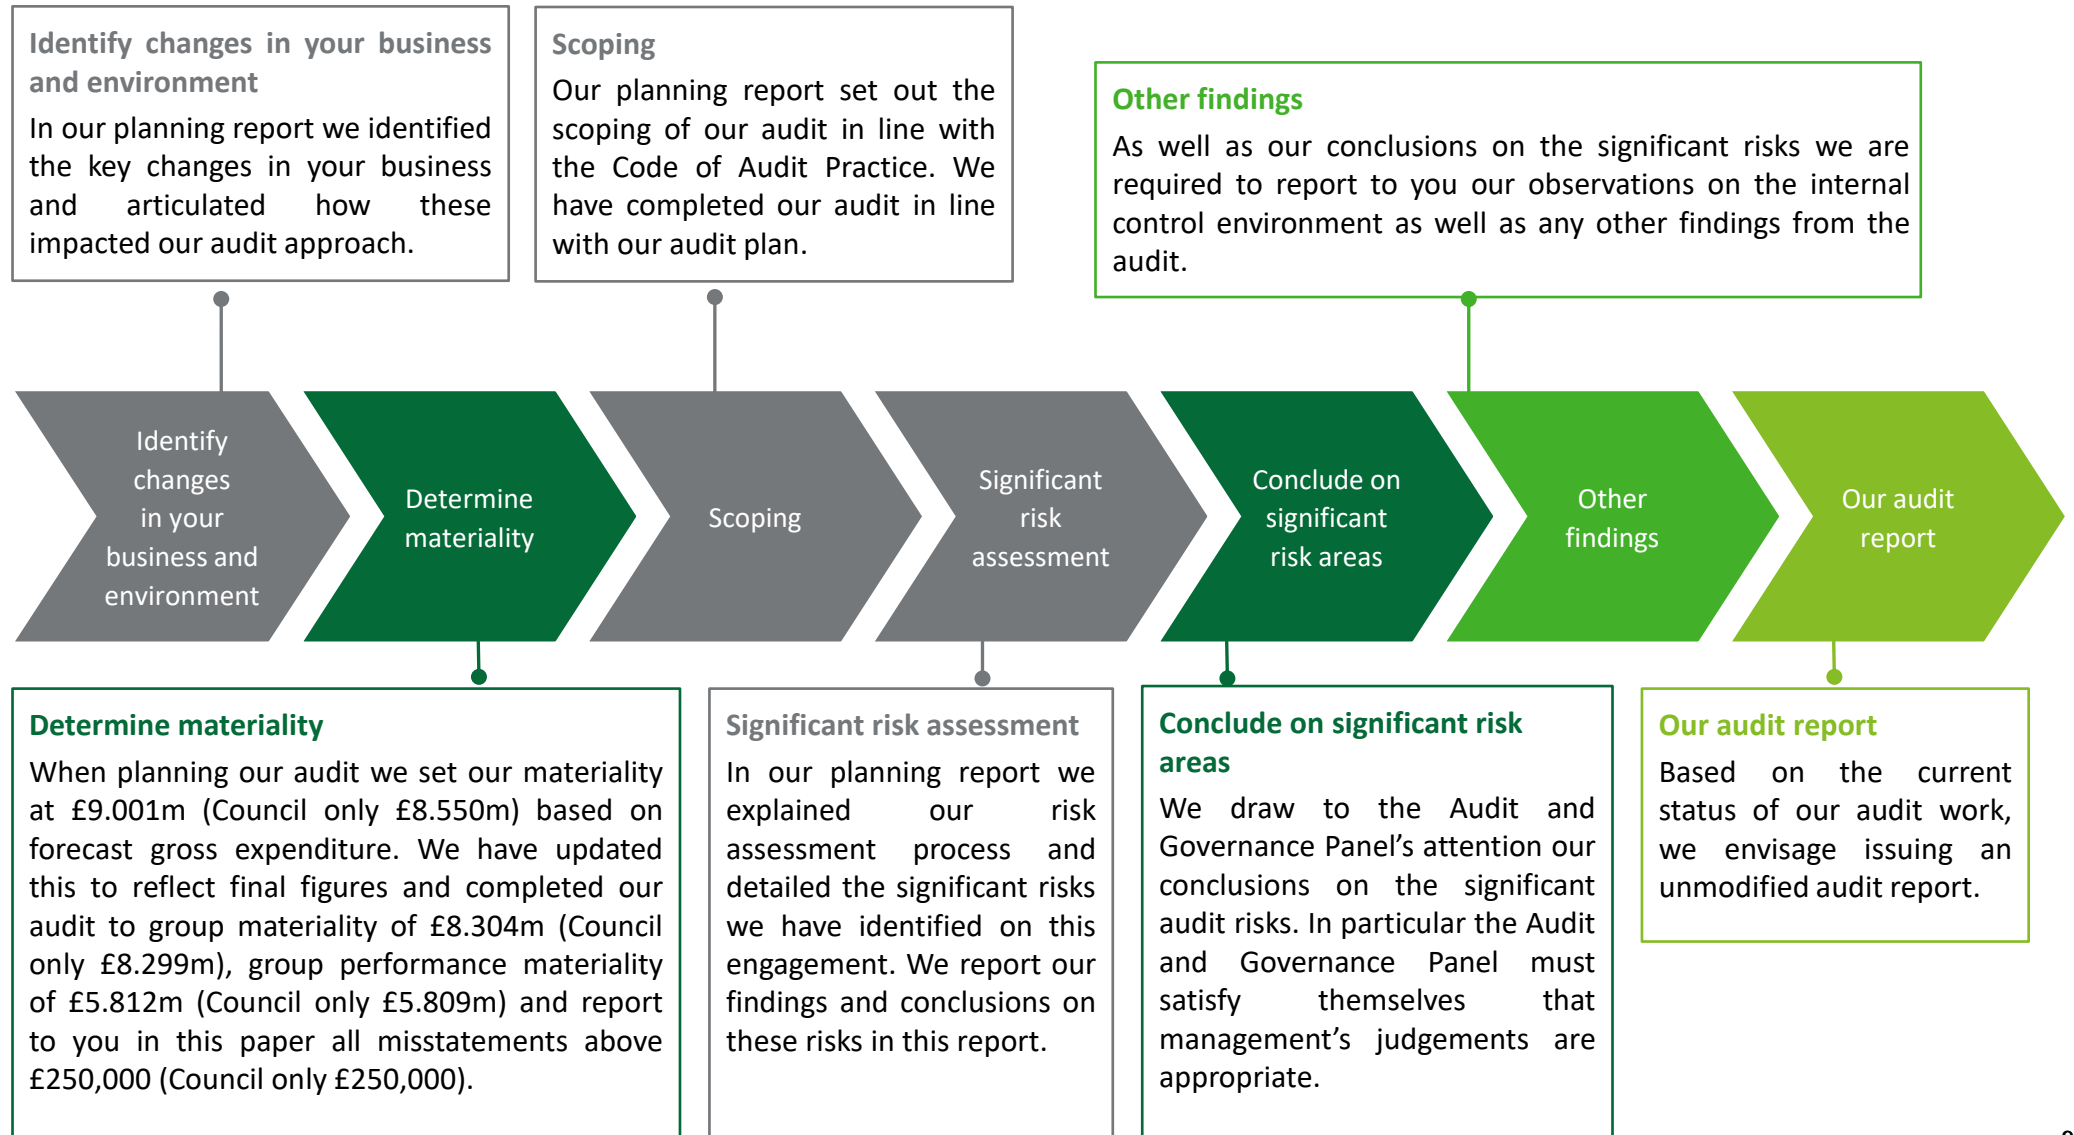 Identify changes in your business
and environment
In our planning report we identified
the key changes in your business
and articulated how these
impacted our audit approach.
Scoping
Our planning report set out the
scoping of our audit in line with
the Code of Audit Practice. We
have completed our audit in line
with our audit plan.
Other findings
As well as our conclusions on the significant risks we are
required to report to you our observations on the internal
control environment as well as any other findings from the
audit.
Identify
changes
in your
business and
environment
Determine
materiality
Scoping
Significant
risk
assessment
Conclude on
significant
risk areas
Other
findings
Our audit
report
Determine materiality
When planning our audit we set our materiality
at £9.001m (Council only £8.550m) based on
forecast gross expenditure. We have updated
this to reflect final figures and completed our
audit to group materiality of £8.304m (Council
only £8.299m), group performance materiality
of £5.812m (Council only £5.809m) and report
to you in this paper all misstatements above
£250,000 (Council only £250,000).
Significant risk assessment
In our planning report we
explained our risk
assessment process and
detailed the significant risks
we have identified on this
engagement. We report our
findings and conclusions on
these risks in this report.
Conclude on significant risk
areas
We draw to the Audit and
Governance Panel's attention our
conclusions on the significant
audit risks. In particular the Audit
and Governance Panel must
satisfy themselves that
management's judgements are
appropriate.
Our audit report
Based on the current
status of our audit work,
we envisage issuing an
unmodified audit report.